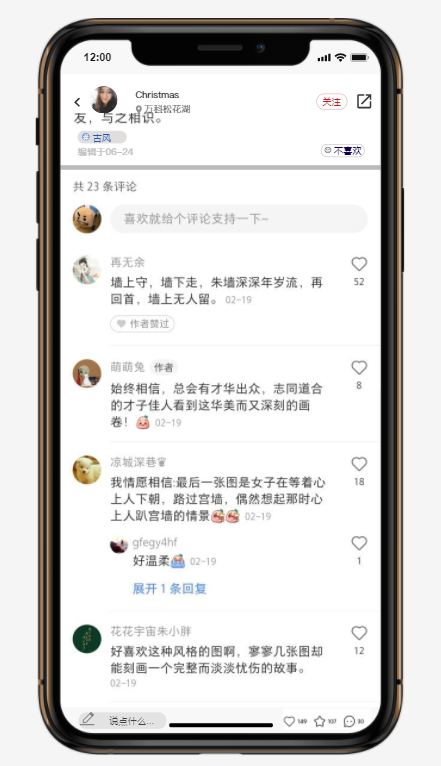 12:00
Christmas
万科松花湖
关注
友，与之相识。
古风
编辑于06-24
不喜欢
共 23 条评论
喜欢就给个评论支持一下~
再无余
墙上守，墙下走，朱墙深深年岁流，再
回首，墙上无人留。 02-19
52
作者赞过
萌萌兔 作者
始终相信，总会有才华出众，志同道合
的才子佳人看到这华美而又深刻的画
卷！ 02-19
8
凉城深巷♛
我情愿相信:最后一张图是女子在等着心
上人下朝，路过宫墙，偶然想起那时心
上人趴宫墙的情景 02-19
18
gfegy4hf
好温柔 02-19
1
展开 1 条回复
花花宇宙朱小胖
好喜欢这种风格的图啊，寥寥几张图却
能刻画一个完整而淡淡忧伤的故事。
02-19
12
说点什么...
149 107 30